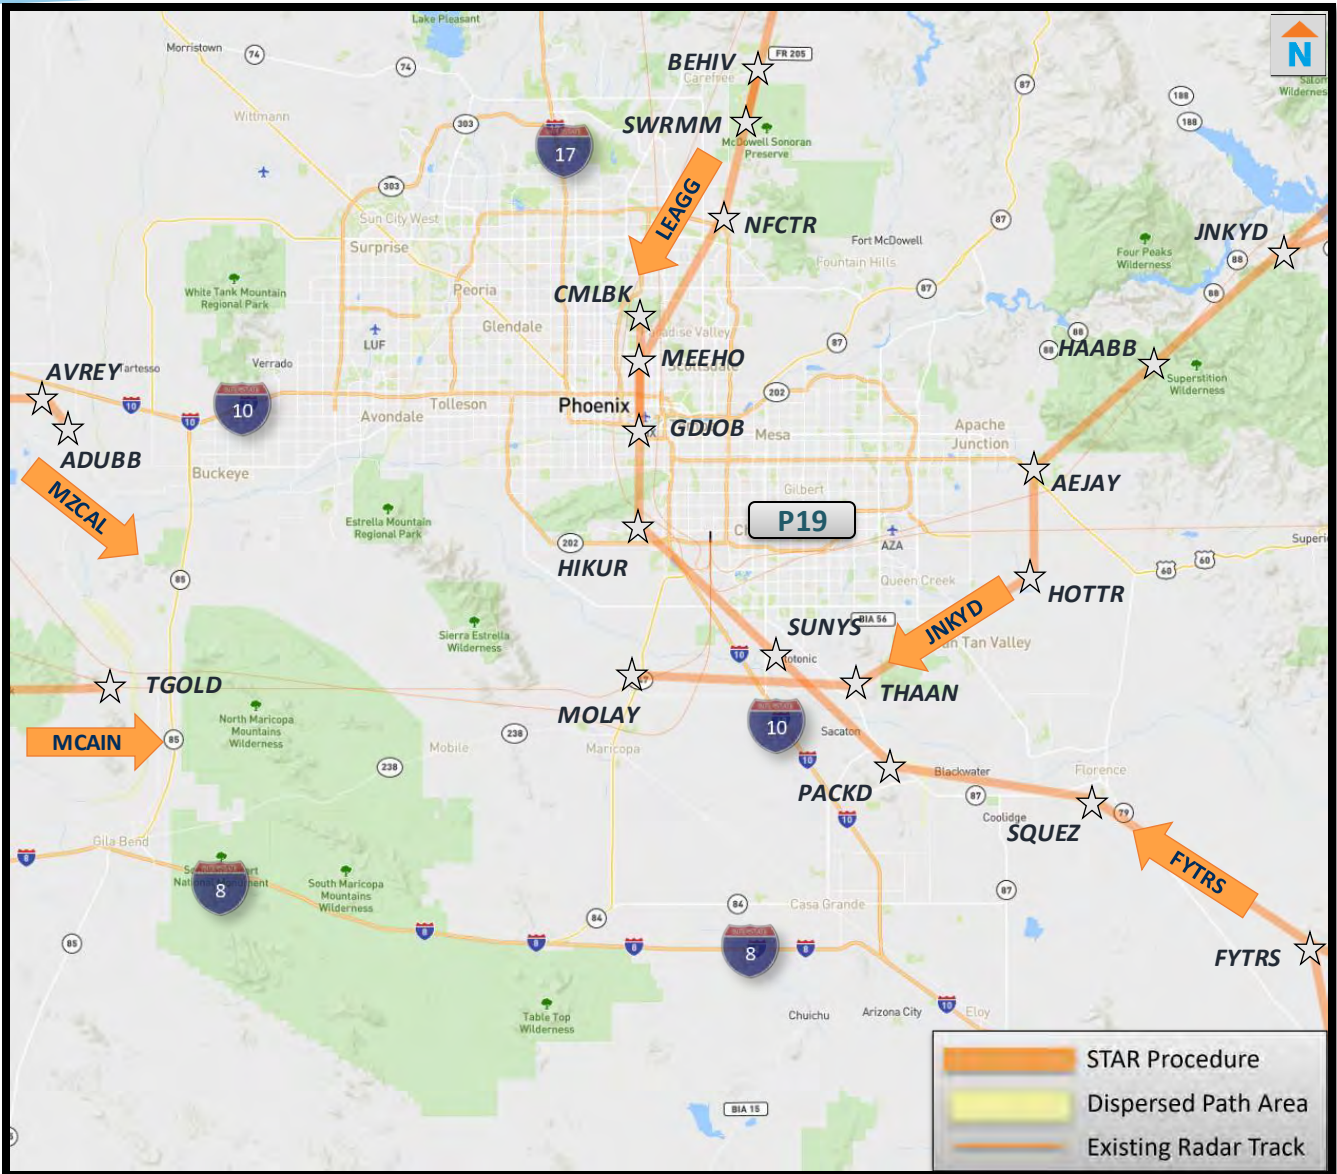 Lake Pleasant
N
Morristown
74
74
BEHIV
FR 205
Carefree
87
188
188
Wittmann
303
SWRMM
McDowell Sonoran
Preserve
17
303
LEAGG
Sun City West
Surprise
NFCTR
87
Fort McDowell
Fountain Hills
JNKYD
Four Peaks
Wilderness
88
88
87
White Tank Mountain
Regional Park
Peoria
CMLBK
Glendale
LUF
88
88
87
HAABB
MEEHO
Scottsdale
Superstition
Wilderness
AVREY
Tartesso
Verrado
10
10
10
Avondale
Tolleson
Phoenix
202
GDJOB
Mesa
Apache
Junction
ADUBB
Buckeye
AEJAY
MZCAL
Gilbert
P19
Estrella Mountain
Regional Park
202
HIKUR
AZA
Queen Creek
60
60
85
HOTTR
JNKYD
BIA 56
SUNYS
Sierra Estrella
Wilderness
10
TGOLD
THAAN
MOLAY
North Maricopa
Mountains
Wilderness
10
MCAIN
85
238
Mobile
Maricopa
Sacaton
10
238
PACKD
Blackwater
Florence
87
Coolidge
79
SQUEZ
10
Gila Bend
8
FYTRS
8
South Maricopa
Mountains
Wilderness
87
84
84
Casa Grande
85
8
8
8
8
8
FYTRS
10
Table Top
Wilderness
Chuichu
Arizona City
Eloy
BIA 15
STAR Procedure
Dispersed Path Area
Existing Radar Track